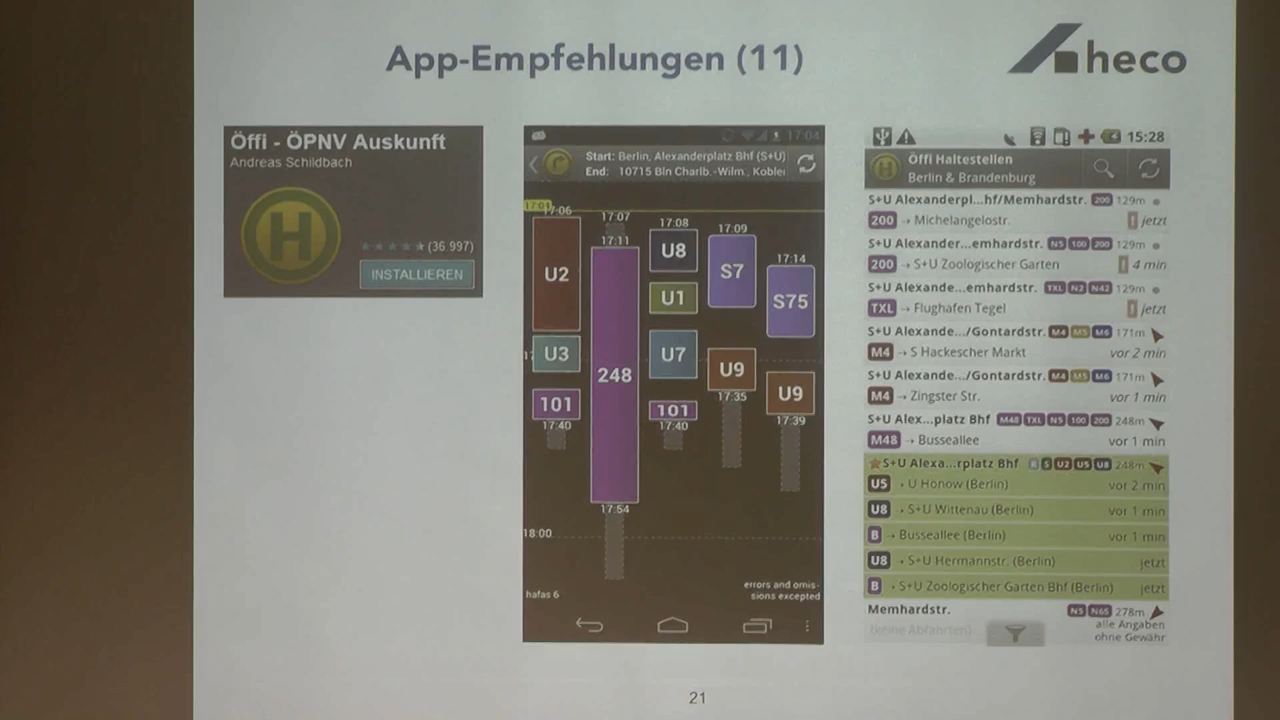 App-Empfehlungen (11)
heco
Öffi - ÖPNV Auskunft
Andreas Schildbach
(36 997)
INSTALLIEREN
17:04
Start: Berlin, Alexanderplatz Bhf (S+U)
End: 10715 Bln Charlb.-Wilm., Kobler
17:01
17:06
17:07
17:08
17:09
17:11
17:14
U2
U8
S7
U1
S75
U3
248
U7
U9
U9
101
101
17:35
17:40
17:40
17:39
17:54
18:00
hafas 6
errors and omis-
sions excepted
15:28
Öffi Haltestellen
Berlin & Brandenburg
S+U Alexanderpl...hf/Memhardstr. 200 129m
200 → Michelangelostr. jetzt
S+U Alexander...emhardstr. N5 100 200 129m
200 → S+U Zoologischer Garten 4 min
S+U Alexande...emhardstr. TXL N2 N42 129m
TXL → Flughafen Tegel jetzt
S+U Alexande.../Gontardstr. M4 M5 M6 171m
M4 → S Hackescher Markt vor 2 min
S+U Alexande.../Gontardstr. M4 M5 M6 171m
M4 → Zingster Str. vor 1 min
S+U Alex...platz Bhf M48 TXL N5 100 200 248m
M48 → Busseallee vor 1 min
S+U Alexa...rplatz Bhf R S U2 U5 U8 248m
U5 → U Hönow (Berlin) vor 2 min
U8 → S+U Wittenau (Berlin) vor 1 min
B → Busseallee (Berlin) vor 1 min
U8 → S+U Hermannstr. (Berlin) jetzt
B → S+U Zoologischer Garten Bhf (Berlin) jetzt
Memhardstr. N5 N65 278m
(keine Abfahrten)
alle Angaben
ohne Gewähr
21